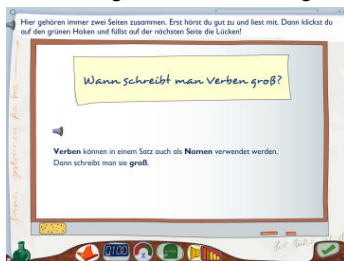 Hier gehören immer zwei Seiten zusammen. Erst hörst du gut zu und liest mit. Dann klickst du
auf den grünen Haken und füllst auf der nächsten Seite die Lücken!
Wann schreibt man Verben groß?
Verben können in einem Satz auch als Nomen verwendet werden.
Dann schreibt man sie groß.
01:00